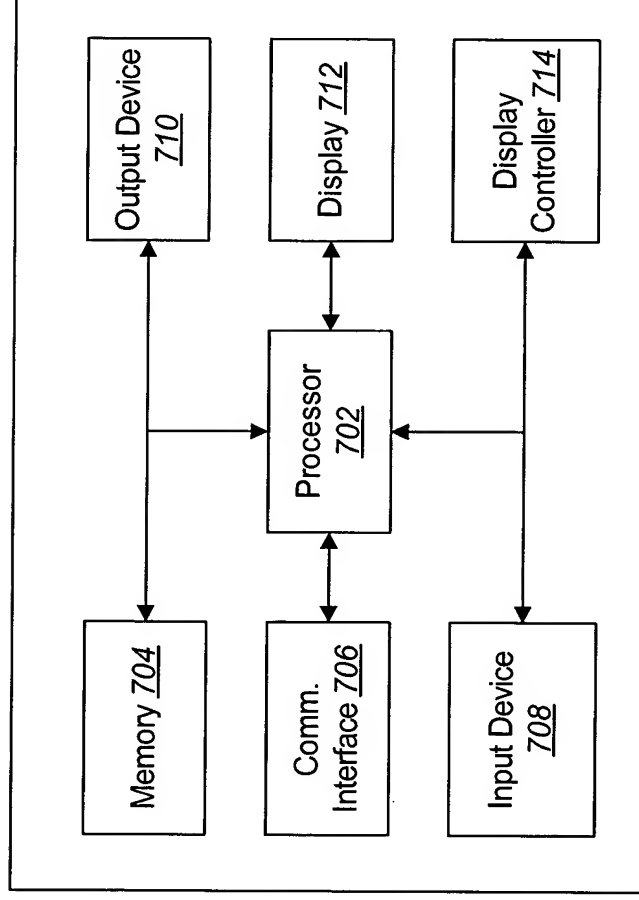 Memory 704
Output Device
710
Comm.
Interface 706
Processor
702
Display 712
Input Device
708
Display
Controller 714